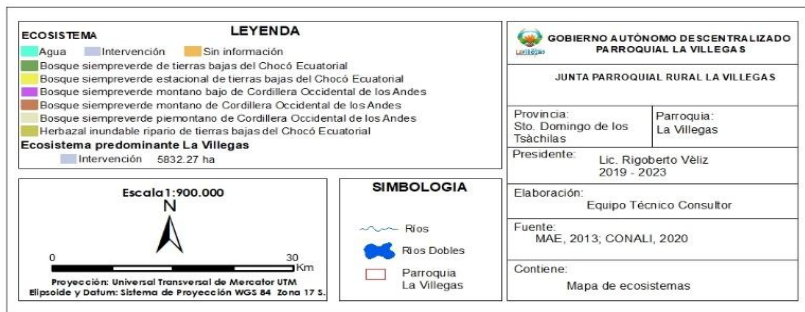 LEYENDA
ECOSISTEMA
Agua Intervención Sin información
Bosque siempreverde de tierras bajas del Chocó Ecuatorial
Bosque siempreverde estacional de tierras bajas del Chocó Ecuatorial
Bosque siempreverde montano bajo de Cordillera Occidental de los Andes
Bosque siempreverde montano de Cordillera Occidental de los Andes
Bosque siempreverde piemontano de Cordillera Occidental de los Andes
Herbazal inundable ripario de tierras bajas del Chocó Ecuatorial
Ecosistema predominante La Villegas
Intervención 5832.27 ha
Escala1:900.000
N
0 30
Km
Proyección: Universal Transversal de Mercator UTM
Elipsoide y Datum: Sistema de Proyección WGS 84 Zona 17 S.
SIMBOLOGIA
Ríos
Ríos Dobles
Parroquia
La Villegas
GOBIERNO AUTÓNOMO DESCENTRALIZADO
PARROQUIAL LA VILLEGAS
JUNTA PARROQUIAL RURAL LA VILLEGAS
Provincia:
Sto. Domingo de los
Tsàchilas
Parroquia:
La Villegas
Presidente: Lic. Rigoberto Vèliz
2019 - 2023
Elaboración:
Equipo Técnico Consultor
Fuente:
MAE, 2013; CONALI, 2020
Contiene:
Mapa de ecosistemas